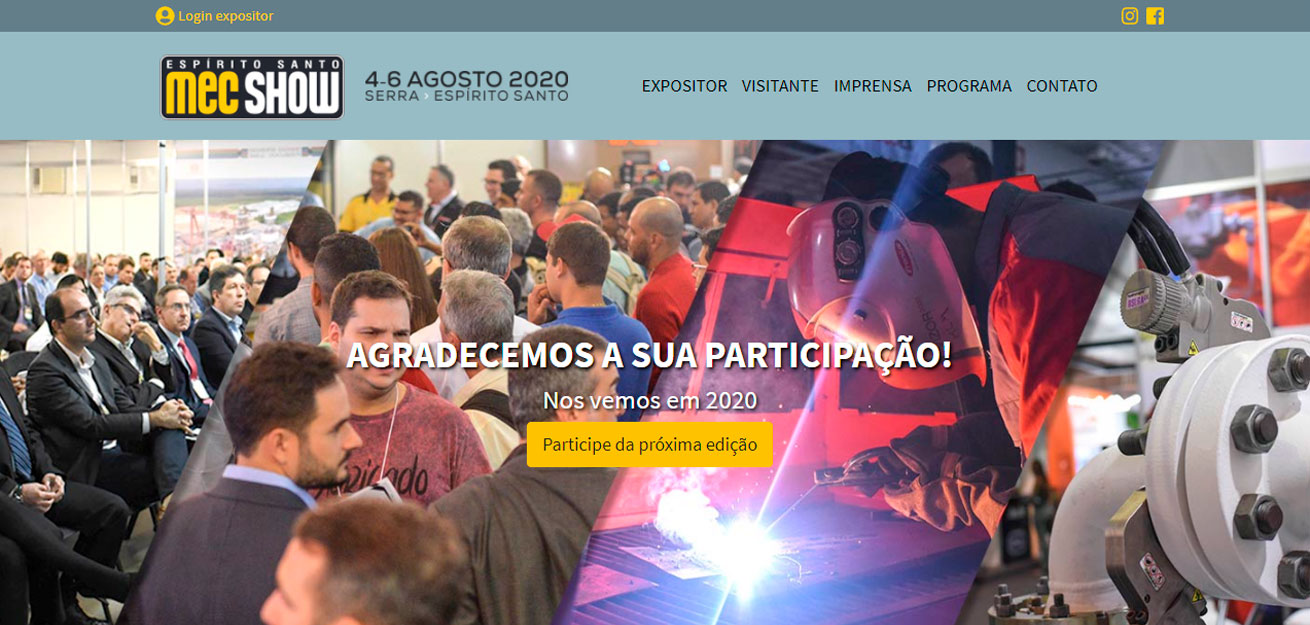 Login expositor
ESPÍRITO SANTO
MEC SHOW
4-6 AGOSTO 2020
SERRA > ESPÍRITO SANTO
EXPOSITOR VISITANTE IMPRENSA PROGRAMA CONTATO
AGRADECEMOS A SUA PARTICIPAÇÃO!
Nos vemos em 2020
Participe da próxima edição